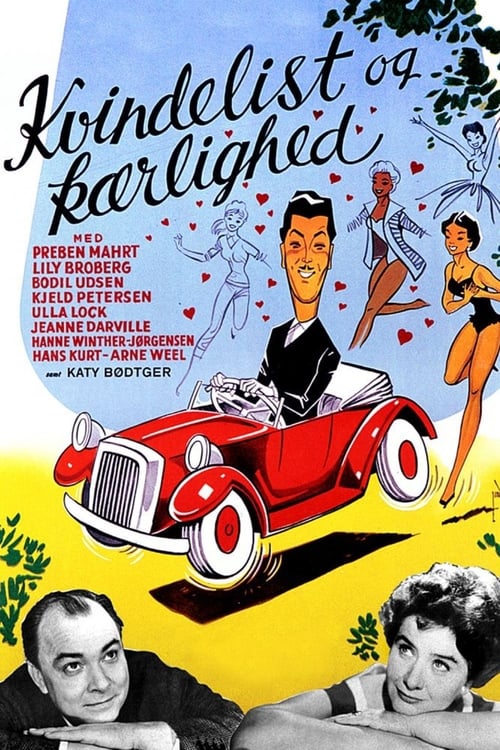 Kvindelist og
kærlighed
MED
PREBEN MAHRT
LILY BROBERG
BODIL UDSEN
KJELD PETERSEN
ULLA LOCK
JEANNE DARVILLE
HANNE WINTHER-JØRGENSEN
HANS KURT-ARNE WEEL
samt KATY BØDTGER